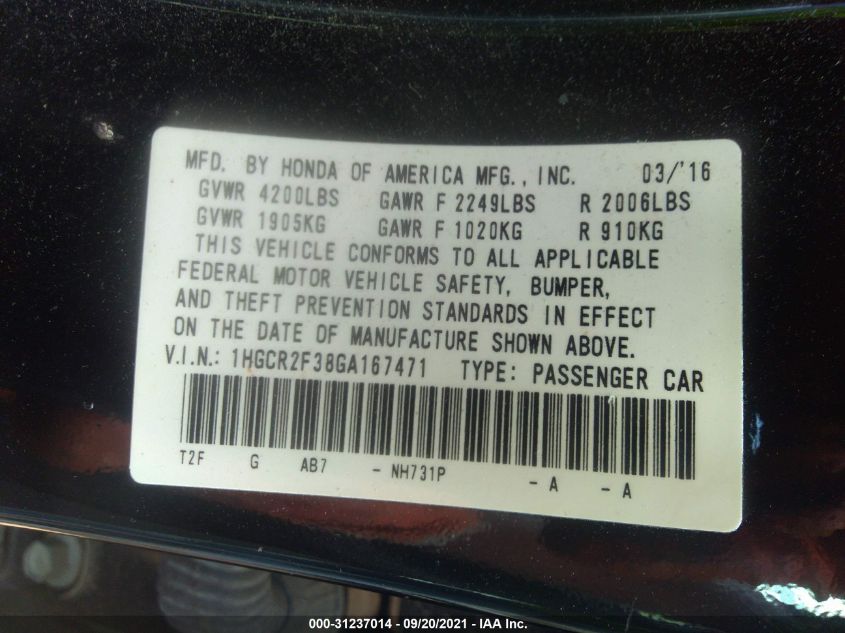 MFD. BY HONDA OF AMERICA MFG., INC. 03/'16
GVWR 4200LBS GAWR F 2249LBS R 2006LBS
GVWR 1905KG GAWR F 1020KG R 910KG
THIS VEHICLE CONFORMS TO ALL APPLICABLE
FEDERAL MOTOR VEHICLE SAFETY, BUMPER,
AND THEFT PREVENTION STANDARDS IN EFFECT
ON THE DATE OF MANUFACTURE SHOWN ABOVE.
V.I.N.: 1HGCR2F38GA167471 TYPE: PASSENGER CAR
T2F G AB7 - NH731P - A - A
000-31237014 - 09/20/2021 - IAA Inc.